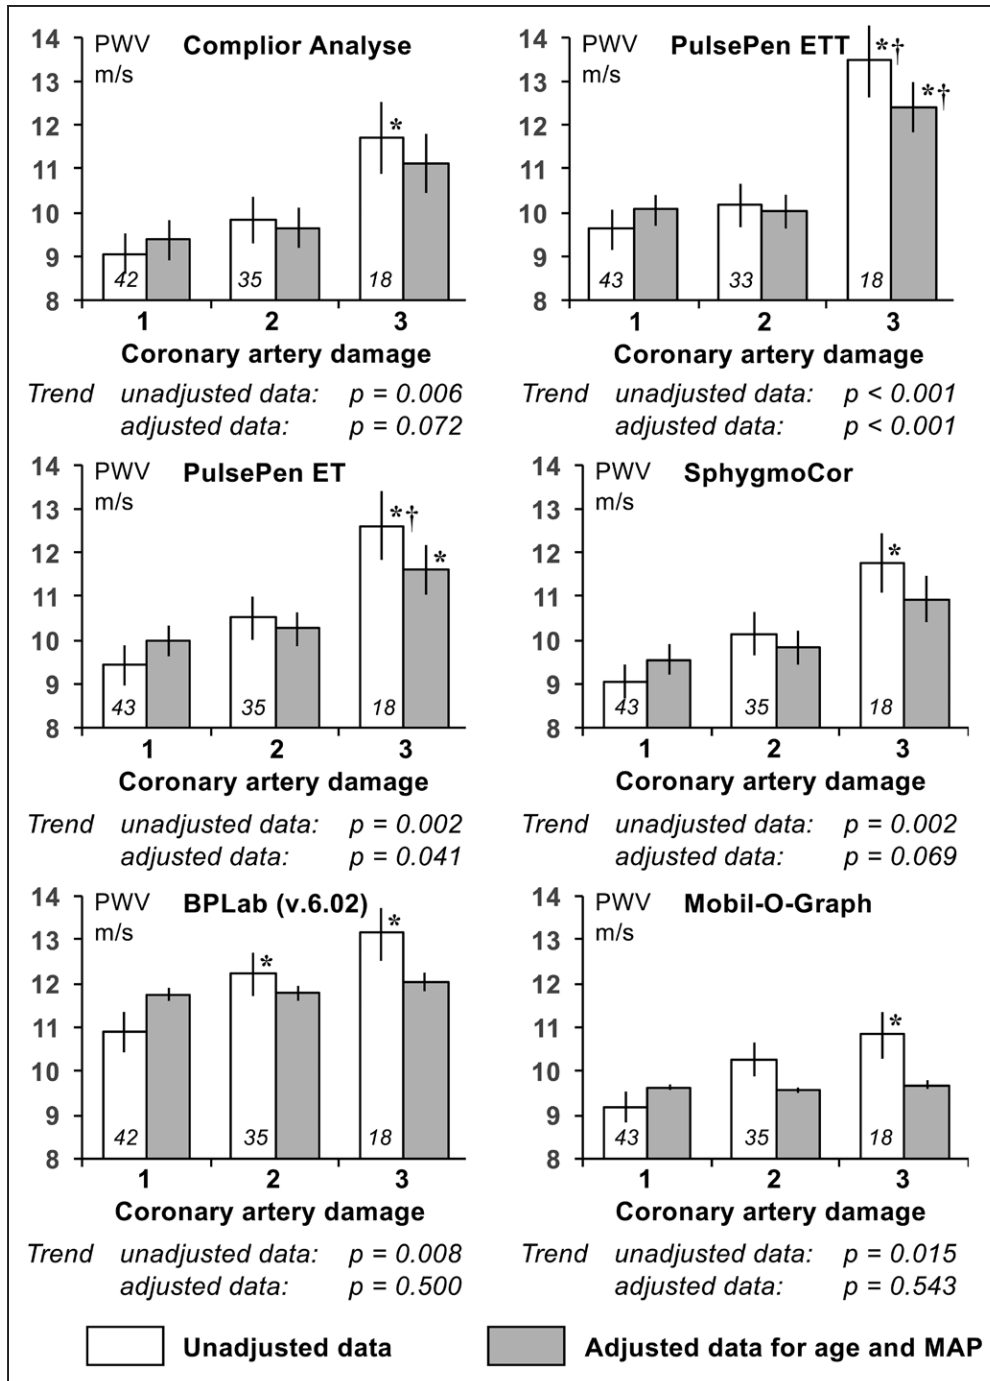 PWV Complior Analyse
m/s
14
13
12
11
10
9
8
*
42 35 18
1 2 3
Coronary artery damage
Trend unadjusted data: p = 0.006
adjusted data: p = 0.072
PWV PulsePen ETT
m/s
14
13
12
11
10
9
8
*†
*†
43 33 18
1 2 3
Coronary artery damage
Trend unadjusted data: p < 0.001
adjusted data: p < 0.001
PWV PulsePen ET
m/s
14
13
12
11
10
9
8
*†
*
43 35 18
1 2 3
Coronary artery damage
Trend unadjusted data: p = 0.002
adjusted data: p = 0.041
PWV SphygmoCor
m/s
14
13
12
11
10
9
8
*
43 35 18
1 2 3
Coronary artery damage
Trend unadjusted data: p = 0.002
adjusted data: p = 0.069
PWV BPLab (v.6.02)
m/s
14
13
12
11
10
9
8
* *
42 35 18
1 2 3
Coronary artery damage
Trend unadjusted data: p = 0.008
adjusted data: p = 0.500
PWV Mobil-O-Graph
m/s
14
13
12
11
10
9
8
*
43 35 18
1 2 3
Coronary artery damage
Trend unadjusted data: p = 0.015
adjusted data: p = 0.543
Unadjusted data
Adjusted data for age and MAP